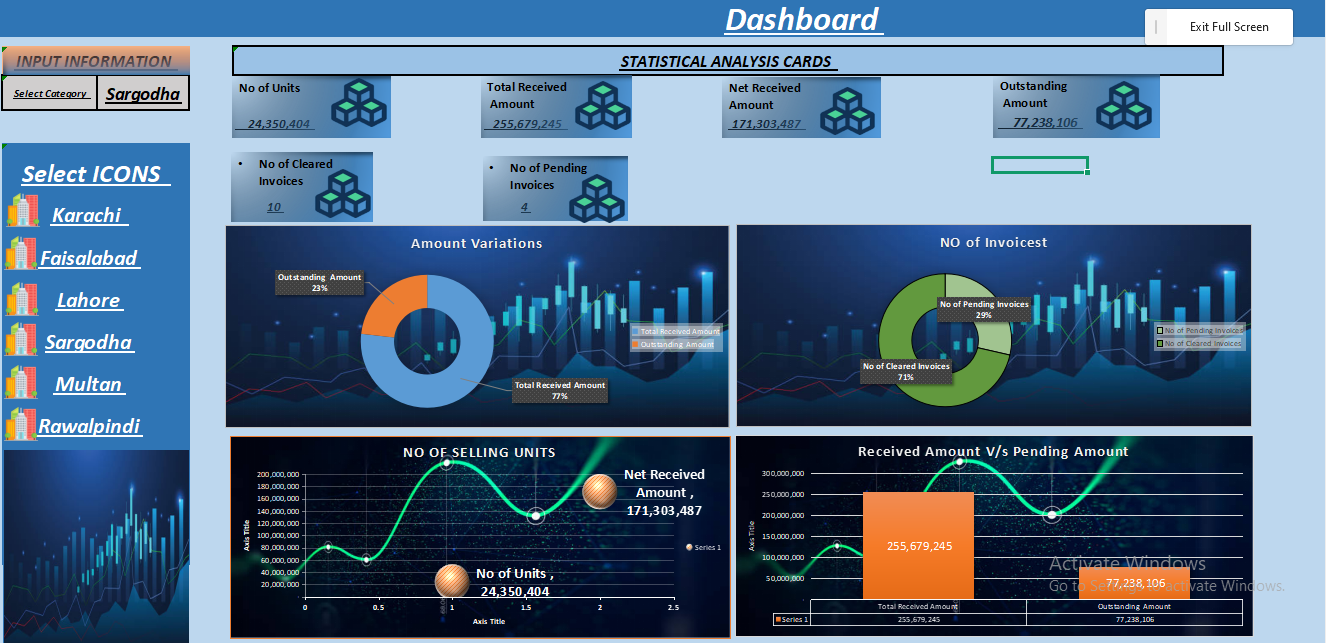 Dashboard
Exit Full Screen
INPUT INFORMATION
Select Category
Sargodha
STATISTICAL ANALYSIS CARDS
No of Units
24,350,404
Total Received
Amount
255,679,245
Net Received
Amount
171,303,487
Outstanding
Amount
77,238,106
• No of Cleared
Invoices
10
• No of Pending
Invoices
4
Select ICONS
Karachi
Faisalabad
Lahore
Sargodha
Multan
Rawalpindi
Amount Variations
Outstanding Amount
23%
Total Received Amount
77%
Total Received Amount
Outstanding Amount
NO of Invoicest
No of Pending Invoices
29%
No of Cleared Invoices
71%
No of Pending Invoices
No of Cleared Invoices
NO OF SELLING UNITS
200,000,000
180,000,000
160,000,000
140,000,000
120,000,000
100,000,000
80,000,000
60,000,000
40,000,000
20,000,000
-
Axis Title
Net Received
Amount ,
171,303,487
No of Units ,
24,350,404
Series 1
0
0.5
1
1.5
2
2.5
Axis Title
Received Amount V/s Pending Amount
300,000,000
250,000,000
200,000,000
150,000,000
100,000,000
50,000,000
-
Axis Title
255,679,245
77,238,106
Total Received Amount
Outstanding Amount
Series 1
255,679,245
77,238,106
Activate Windows
Go to Settings to activate Windows.